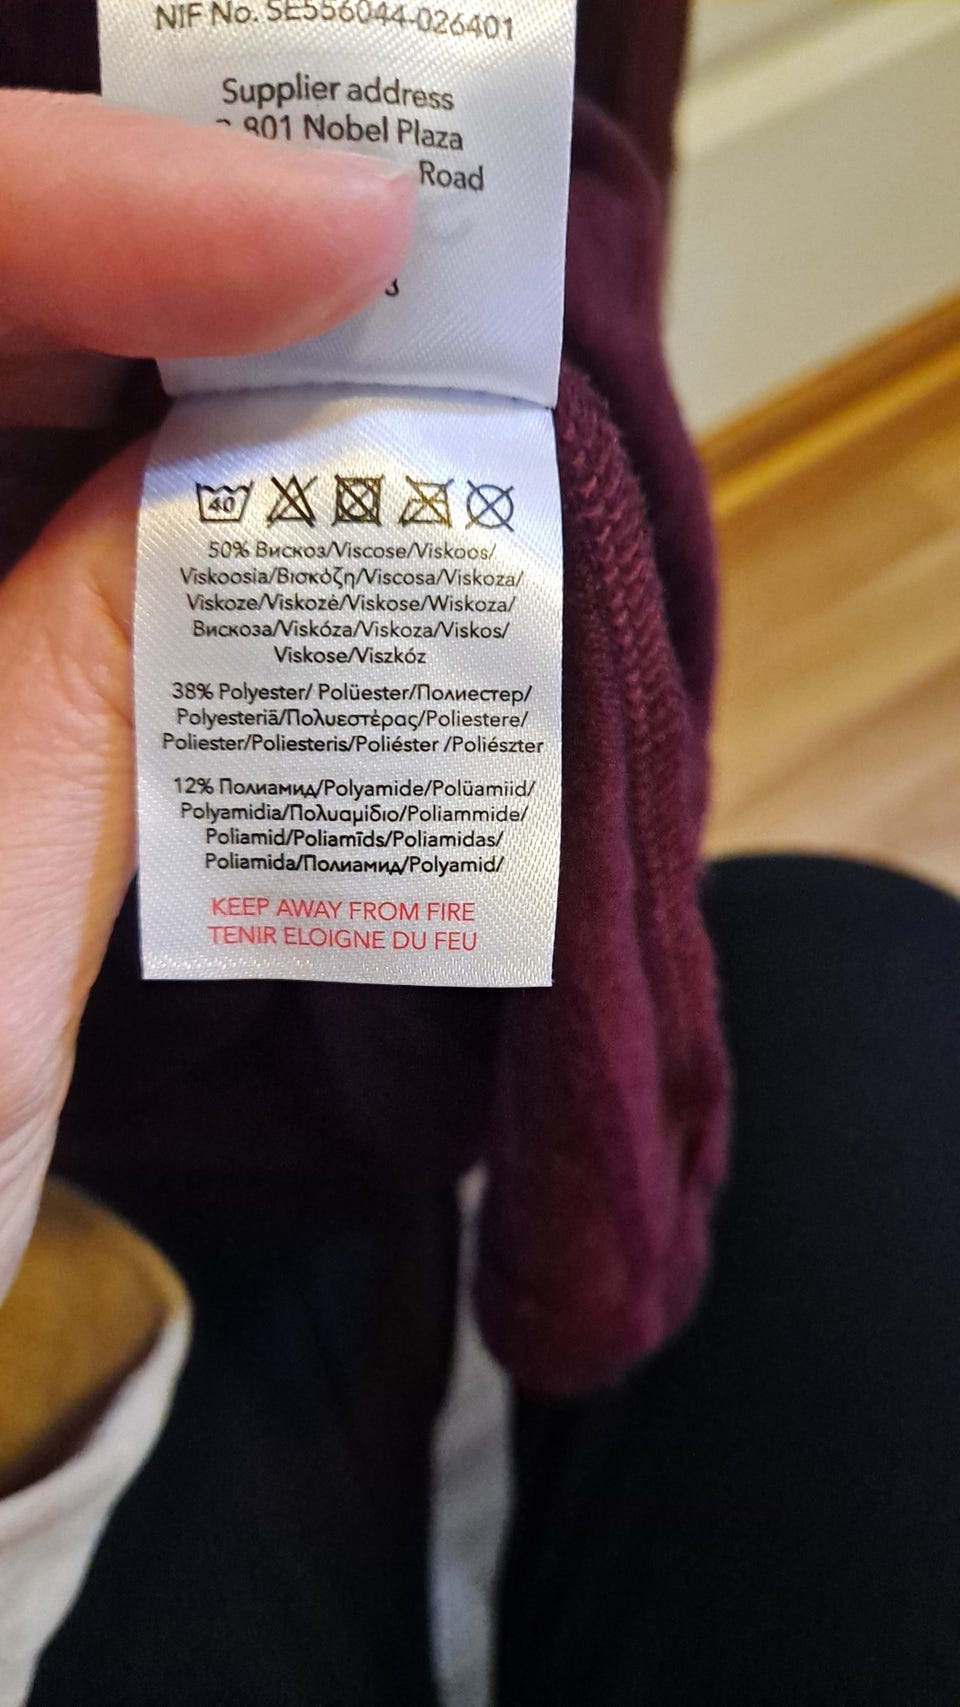 NIF No. SE556044-026401
Supplier address
801 Nobel Plaza
Road
40
50% Вискоз/Viscose/Viskoos/
Viskoosia/Βισκόζη/Viscosa/Viskoza/
Viskoze/Viskozė/Viskose/Wiskoza/
Вискоза/Viskóza/Viskoza/Viskos/
Viskose/Viszkóz
38% Polyester/ Polüester/Полиестер/
Polyesteriä/Πολυεστέρας/Poliestere/
Poliester/Poliesteris/Poliéster /Poliészter
12% Полиамид/Polyamide/Polüamiid/
Polyamidia/Πολυαμίδιο/Poliammide/
Poliamid/Poliamīds/Poliamidas/
Poliamida/Полиамид/Polyamid/
KEEP AWAY FROM FIRE
TENIR ELOIGNE DU FEU